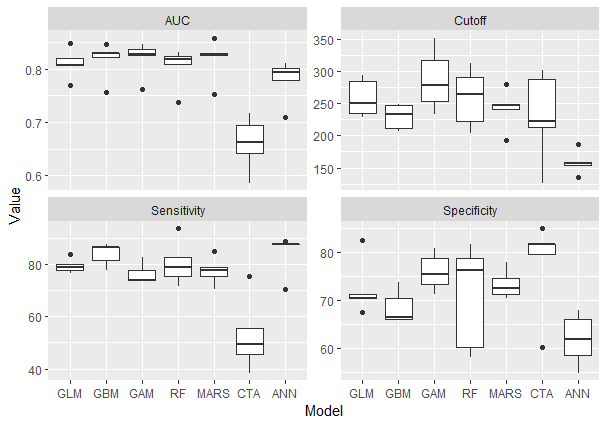 AUC
Cutoff
0.8
0.7
0.6
350
300
250
200
150
Value
Sensitivity
Specificity
80
60
40
80
70
60
GLM GBM GAM RF MARS CTA ANN
GLM GBM GAM RF MARS CTA ANN
Model